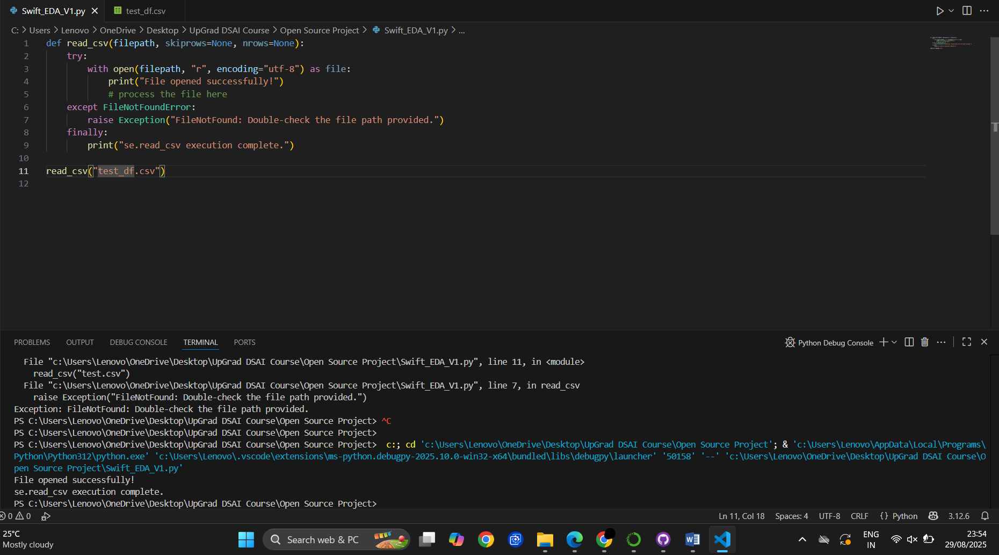 Swift_EDA_V1.py
test_df.csv
C: > Users > Lenovo > OneDrive > Desktop > UpGrad DSAI Course > Open Source Project > Swift_EDA_V1.py > ...
1 def read_csv(filepath, skiprows=None, nrows=None):
2     try:
3         with open(filepath, "r", encoding="utf-8") as file:
4             print("File opened successfully!")
5             # process the file here
6     except FileNotFoundError:
7         raise Exception("FileNotFound: Double-check the file path provided.")
8     finally:
9         print("se.read_csv execution complete.")
10
11 read_csv("test_df.csv")
12
PROBLEMS OUTPUT DEBUG CONSOLE TERMINAL PORTS
Python Debug Console
  File "c:\Users\Lenovo\OneDrive\Desktop\UpGrad DSAI Course\Open Source Project\Swift_EDA_V1.py", line 11, in <module>
    read_csv("test.csv")
  File "c:\Users\Lenovo\OneDrive\Desktop\UpGrad DSAI Course\Open Source Project\Swift_EDA_V1.py", line 7, in read_csv
    raise Exception("FileNotFound: Double-check the file path provided.")
Exception: FileNotFound: Double-check the file path provided.
PS C:\Users\Lenovo\OneDrive\Desktop\UpGrad DSAI Course\Open Source Project> ^C
PS C:\Users\Lenovo\OneDrive\Desktop\UpGrad DSAI Course\Open Source Project>
PS C:\Users\Lenovo\OneDrive\Desktop\UpGrad DSAI Course\Open Source Project>  c:; cd 'c:\Users\Lenovo\OneDrive\Desktop\UpGrad DSAI Course\Open Source Project'; & 'c:\Users\Lenovo\AppData\Local\Programs\
Python\Python312\python.exe' 'c:\Users\Lenovo\.vscode\extensions\ms-python.debugpy-2025.10.0-win32-x64\bundled\libs\debugpy\launcher' '50158' '--' 'c:\Users\Lenovo\OneDrive\Desktop\UpGrad DSAI Course\O
pen Source Project\Swift_EDA_V1.py'
File opened successfully!
se.read_csv execution complete.
PS C:\Users\Lenovo\OneDrive\Desktop\UpGrad DSAI Course\Open Source Project>
0 0
Ln 11, Col 18 Spaces: 4 UTF-8 CRLF {} Python 3.12.6
25°C
Mostly cloudy
Search web & PC
ENG
IN
23:54
29/08/2025